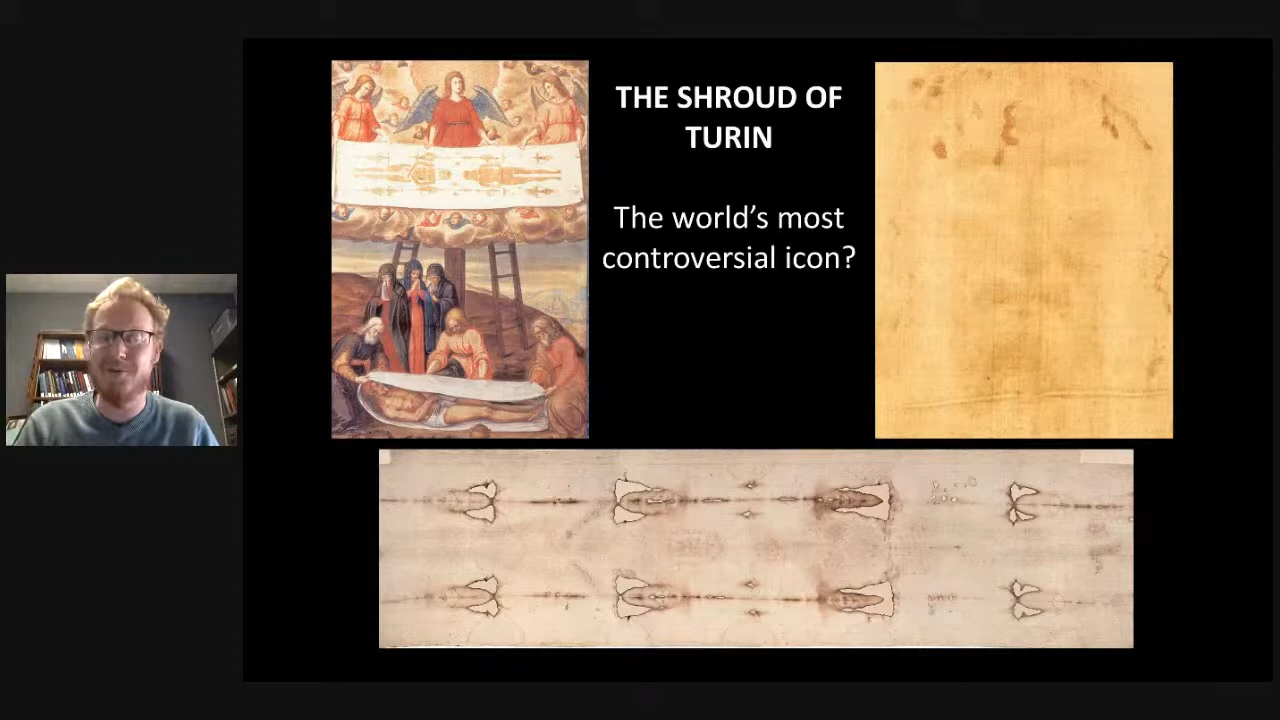 THE SHROUD OF
TURIN
The world’s most
controversial icon?